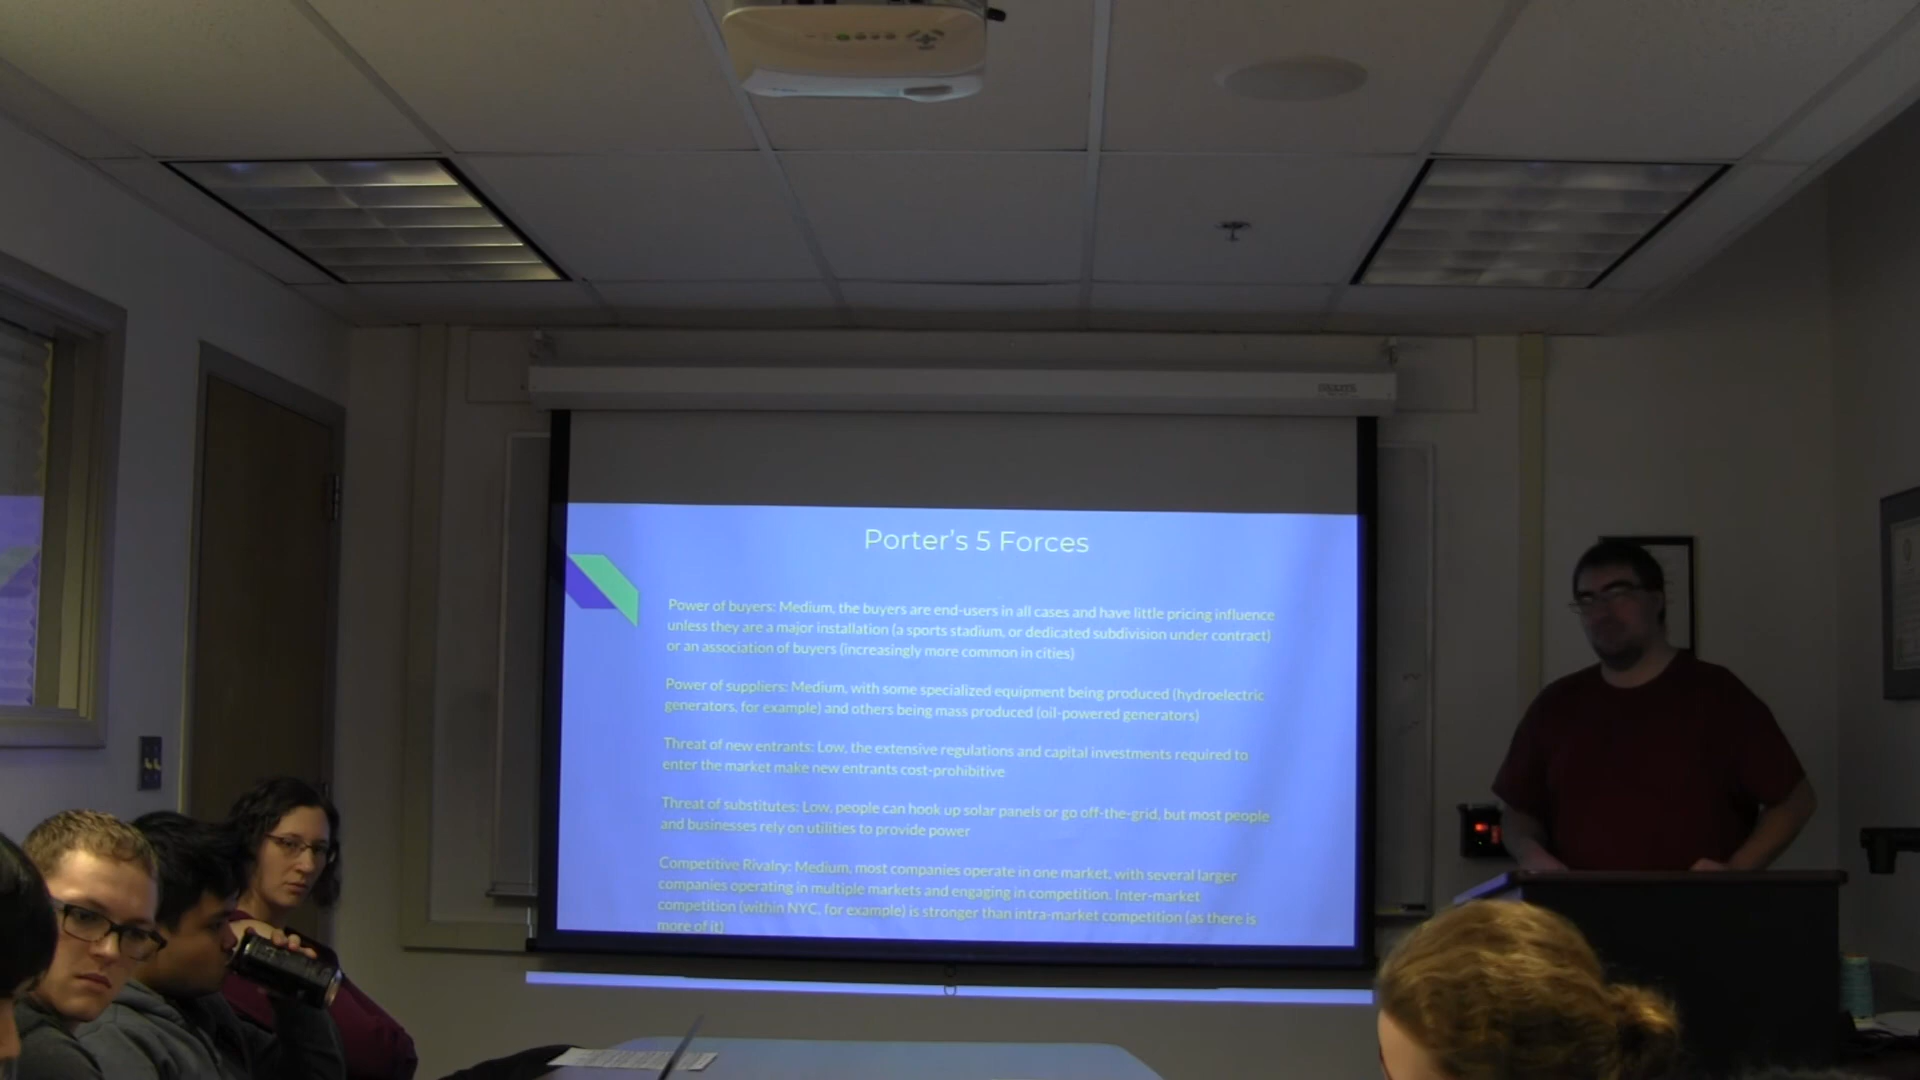 Porter's 5 Forces
Power of buyers: Medium, the buyers are end-users in all cases and have little pricing influence
unless they are a major installation (a sports stadium, or dedicated subdivision under contract)
or an association of buyers (increasingly more common in cities)
Power of suppliers: Medium, with some specialized equipment being produced (hydroelectric
generators, for example) and others being mass produced (oil-powered generators)
Threat of new entrants: Low, the extensive regulations and capital investments required to
enter the market make new entrants cost-prohibitive
Threat of substitutes: Low, people can hook up solar panels or go off-the-grid, but most people
and businesses rely on utilities to provide power
Competitive Rivalry: Medium, most companies operate in one market, with several larger
companies operating in multiple markets and engaging in competition. Inter-market
competition (within NYC, for example) is stronger than intra-market competition (as there is
more of it)